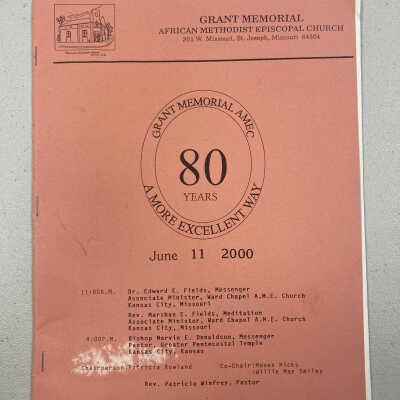 GRANT MEMORIAL
AFRICAN METHODIST EPISCOPAL CHURCH
201 W. Missouri, St. Joseph, Missouri 64504
GRANT MEMORIAL AMEC
80
YEARS
A MORE EXCELLENT WAY
June 11 2000
11:00A.M. Dr. Edward E. Fields, Messenger
Associate Minister, Ward Chapel A.M.E. Church
Kansas City, Missouri
Rev. Marshae E. Fields, Meditation
Associate Minister, Ward Chapel A.M.E. Church
Kansas City, Missouri
4:00P.M. Bishop Marvin E. Donaldson, Messenger
Pastor, Greater Pentecostal Temple
Kansas City, Kansas
Chairperson Patricia Rowland Co-Chair: Moses Hicks
Willie Mae Smiley
Rev. Patricia Winfrey, Pastor